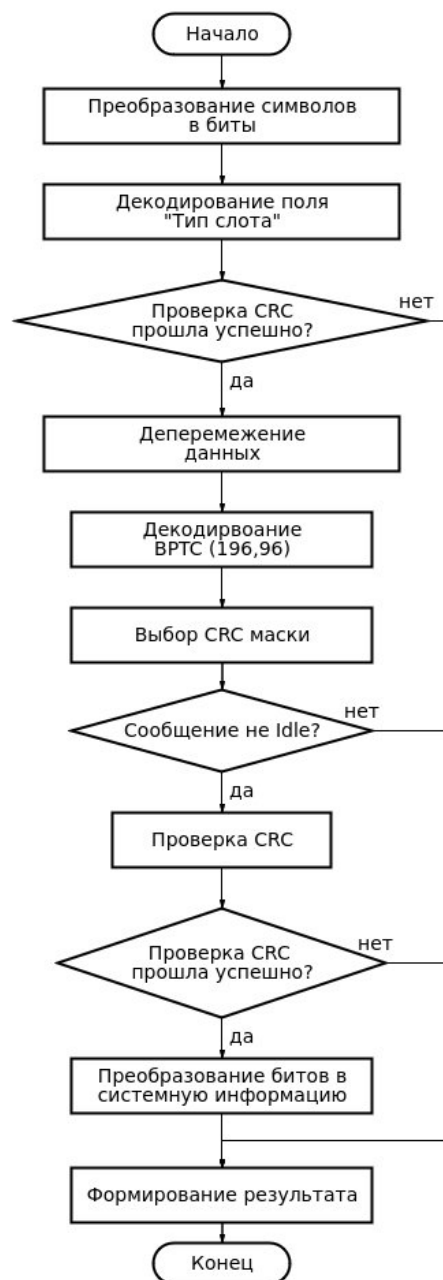 Начало
Преобразование символов
в биты
Декодирование поля
"Тип слота"
Проверка CRC
прошла успешно?
нет
да
Деперемежение
данных
Декодирвоание
BPTC (196,96)
Выбор CRC маски
Сообщение не Idle?
нет
да
Проверка CRC
Проверка CRC
прошла успешно?
нет
да
Преобразование битов в
системную информацию
Формирование результата
Конец